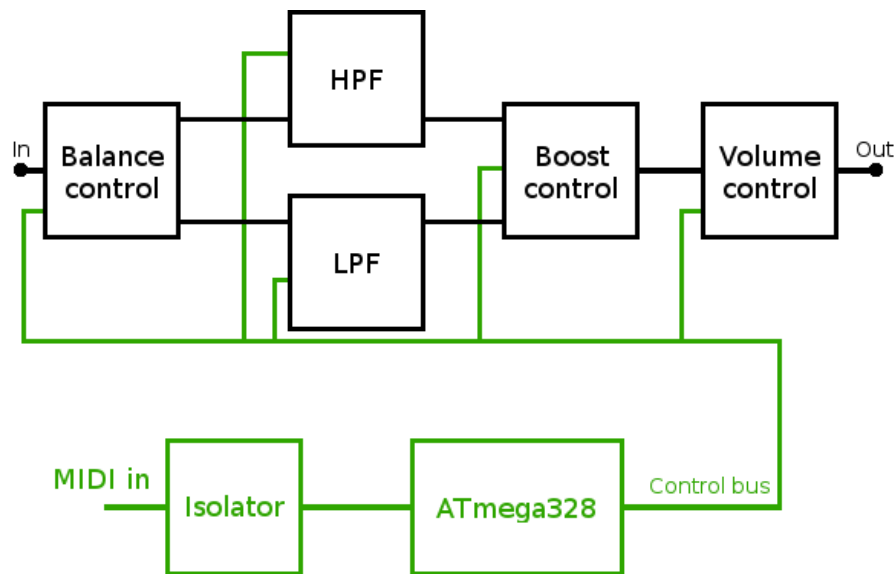 HPF
In
Balance
control
Boost
control
Volume
control
Out
LPF
MIDI in
Isolator
ATmega328
Control bus